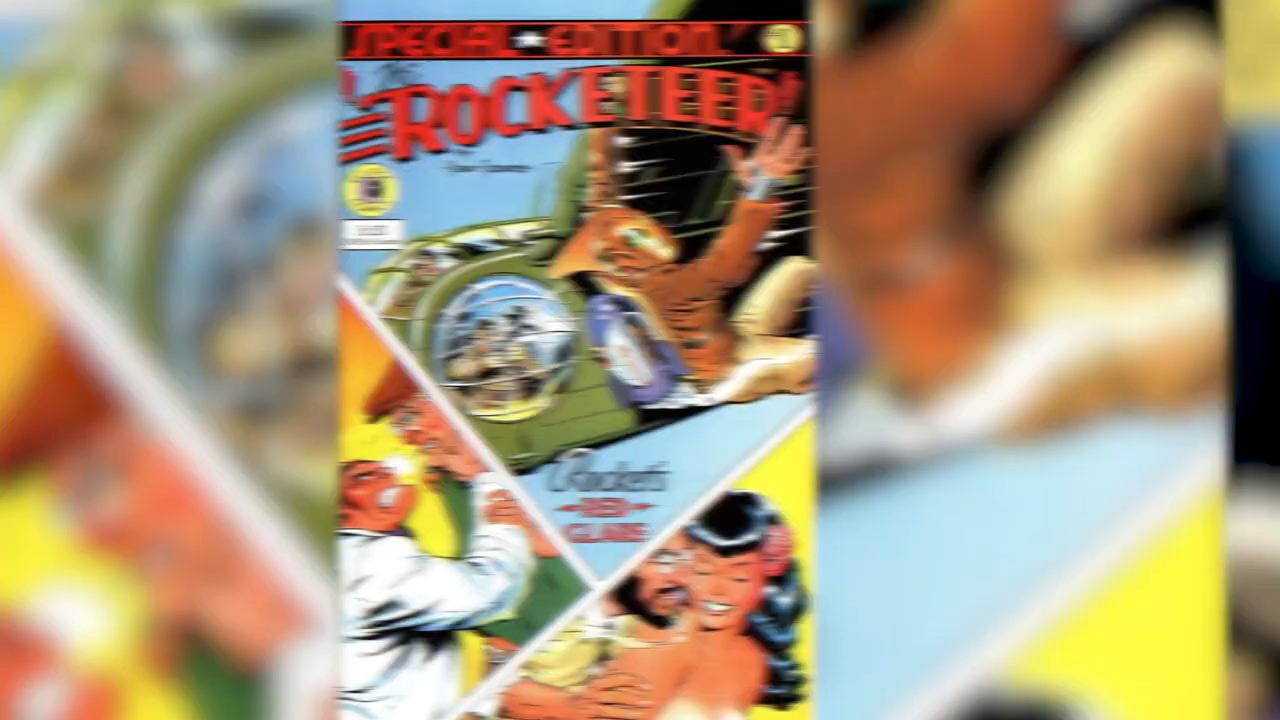 SPECIAL ★ EDITION!
The
ROCKETEER!
Rocket's
RED
GLARE